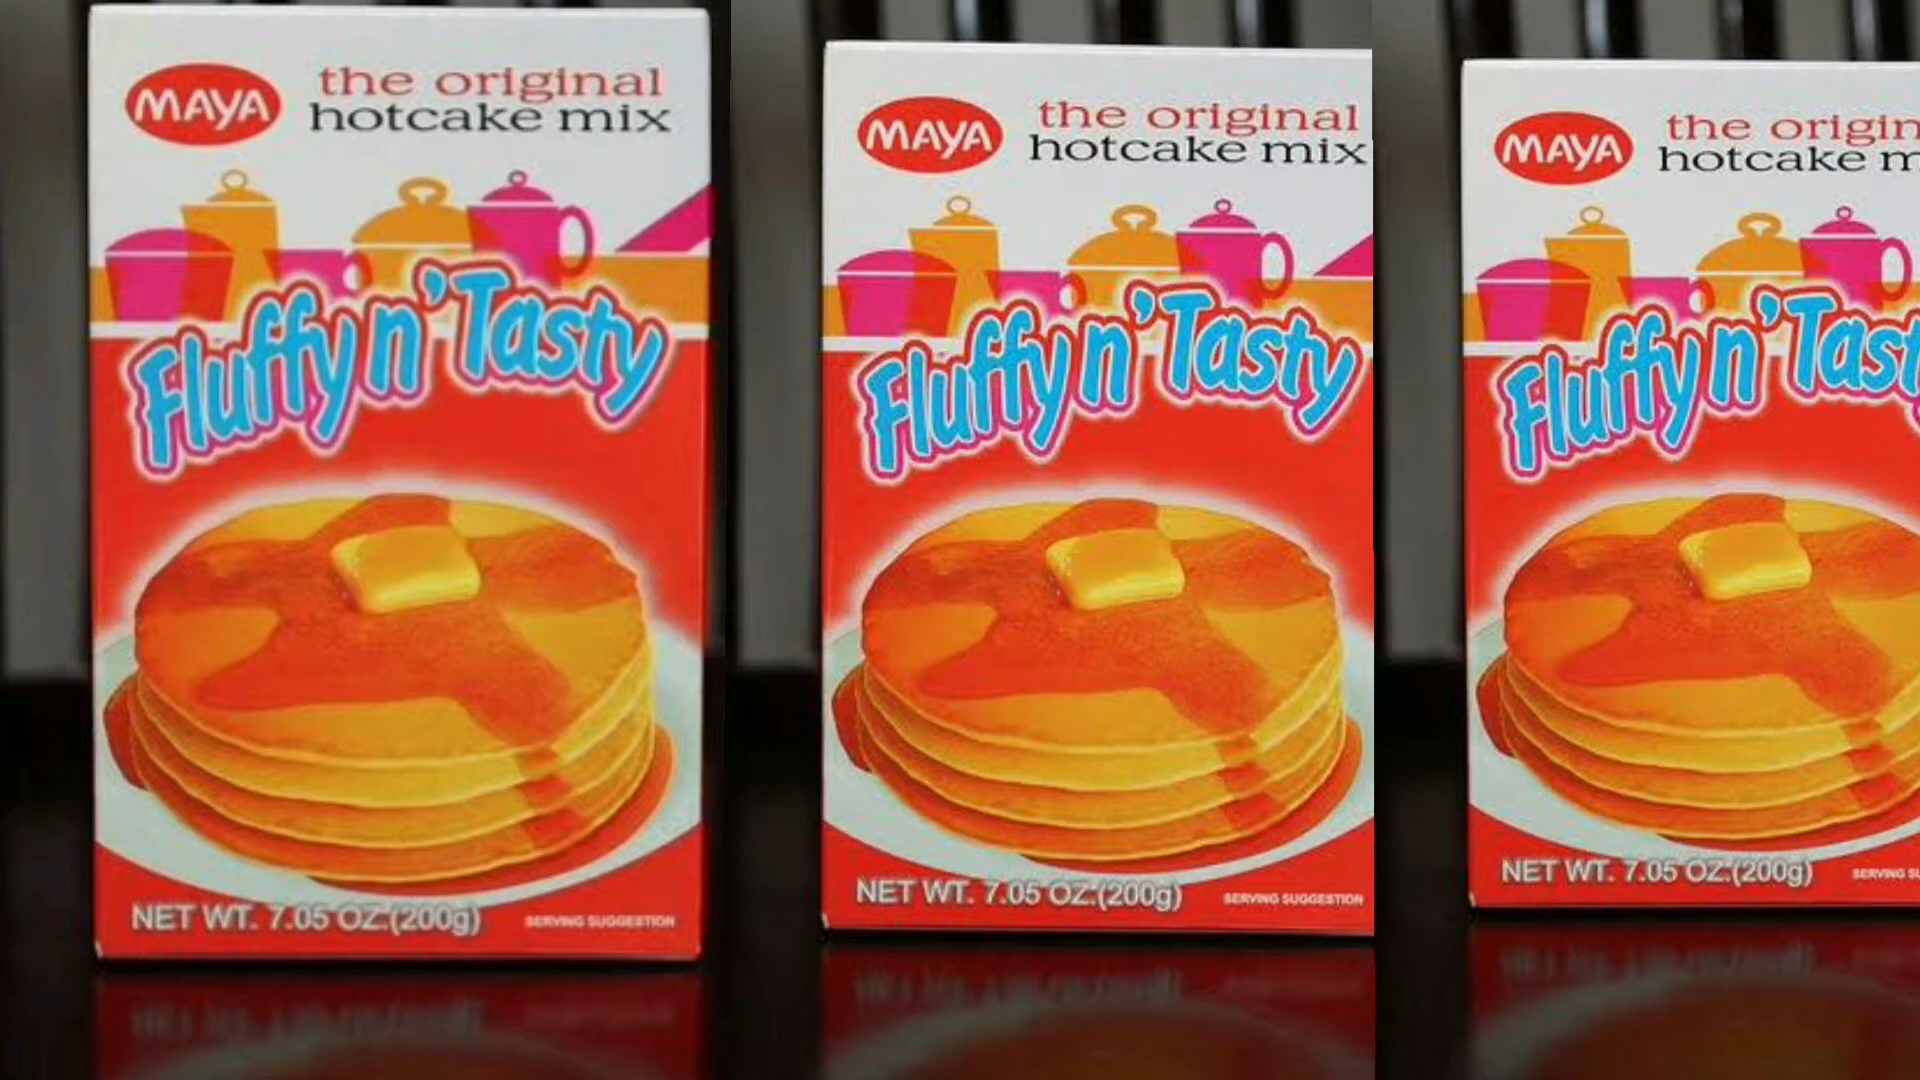 MAYA
the original
hotcake mix
Fluffy n' Tasty
NET WT. 7.05 OZ.(200g)
SERVING SUGGESTION
MAYA
the original
hotcake mix
Fluffy n' Tasty
NET WT. 7.05 OZ.(200g)
SERVING SUGGESTION
MAYA
the origin
hotcake m
Fluffy n' Tast
NET WT. 7.05 OZ.(200g)
SERVING SU